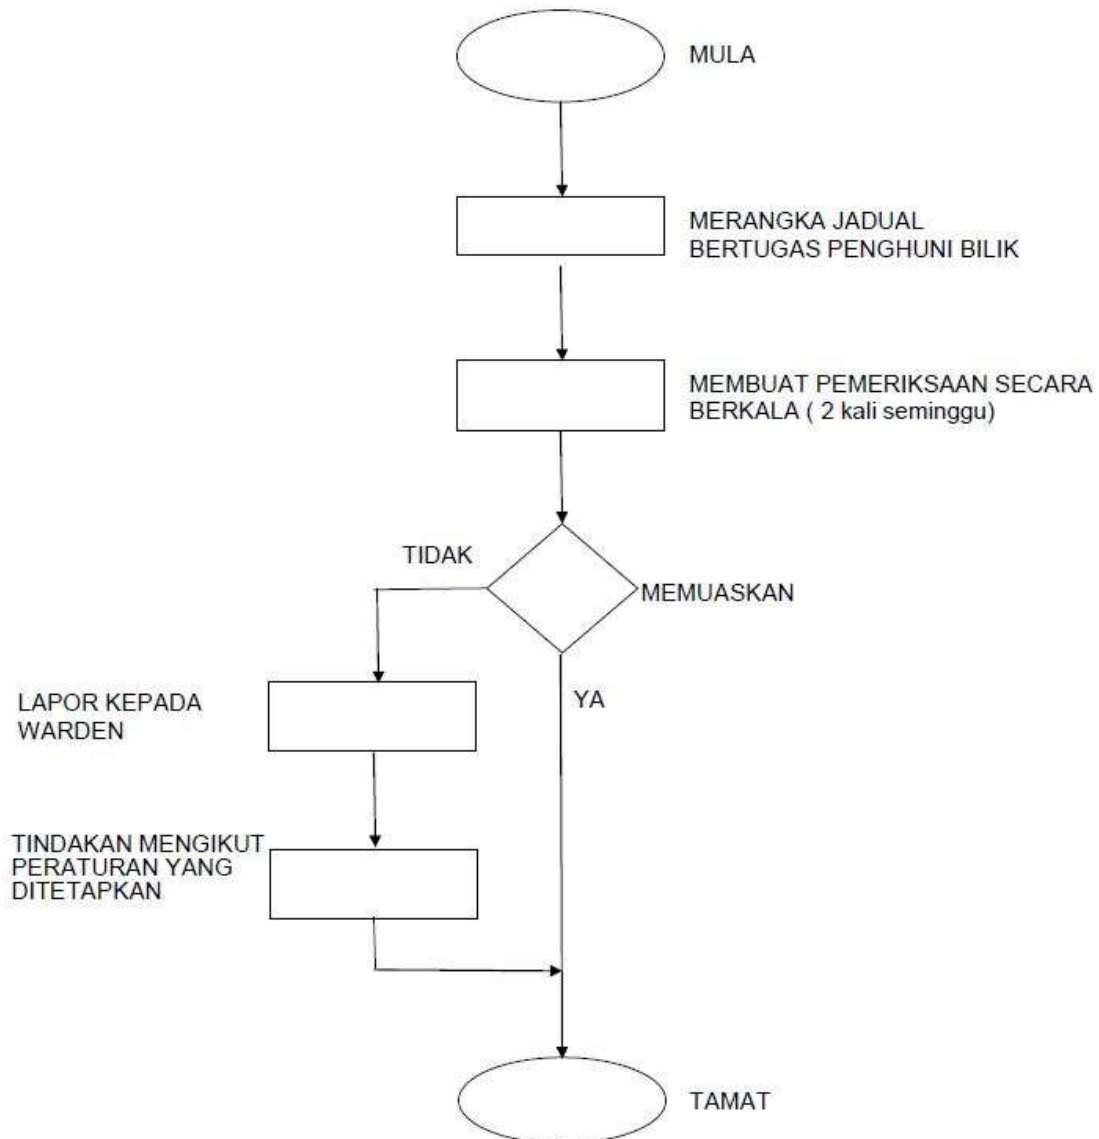 MULA
MERANGKA JADUAL
BERTUGAS PENGHUNI BILIK
MEMBUAT PEMERIKSAAN SECARA
BERKALA ( 2 kali seminggu)
TIDAK
MEMUASKAN
YA
LAPOR KEPADA
WARDEN
TINDAKAN MENGIKUT
PERATURAN YANG
DITETAPKAN
TAMAT